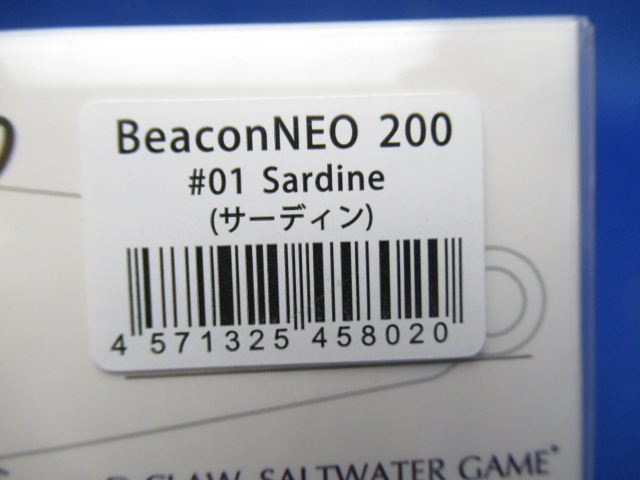 BeaconNEO 200
#01 Sardine
(サーディン)
4 571325 458020
CLAW SALTWATER GAME